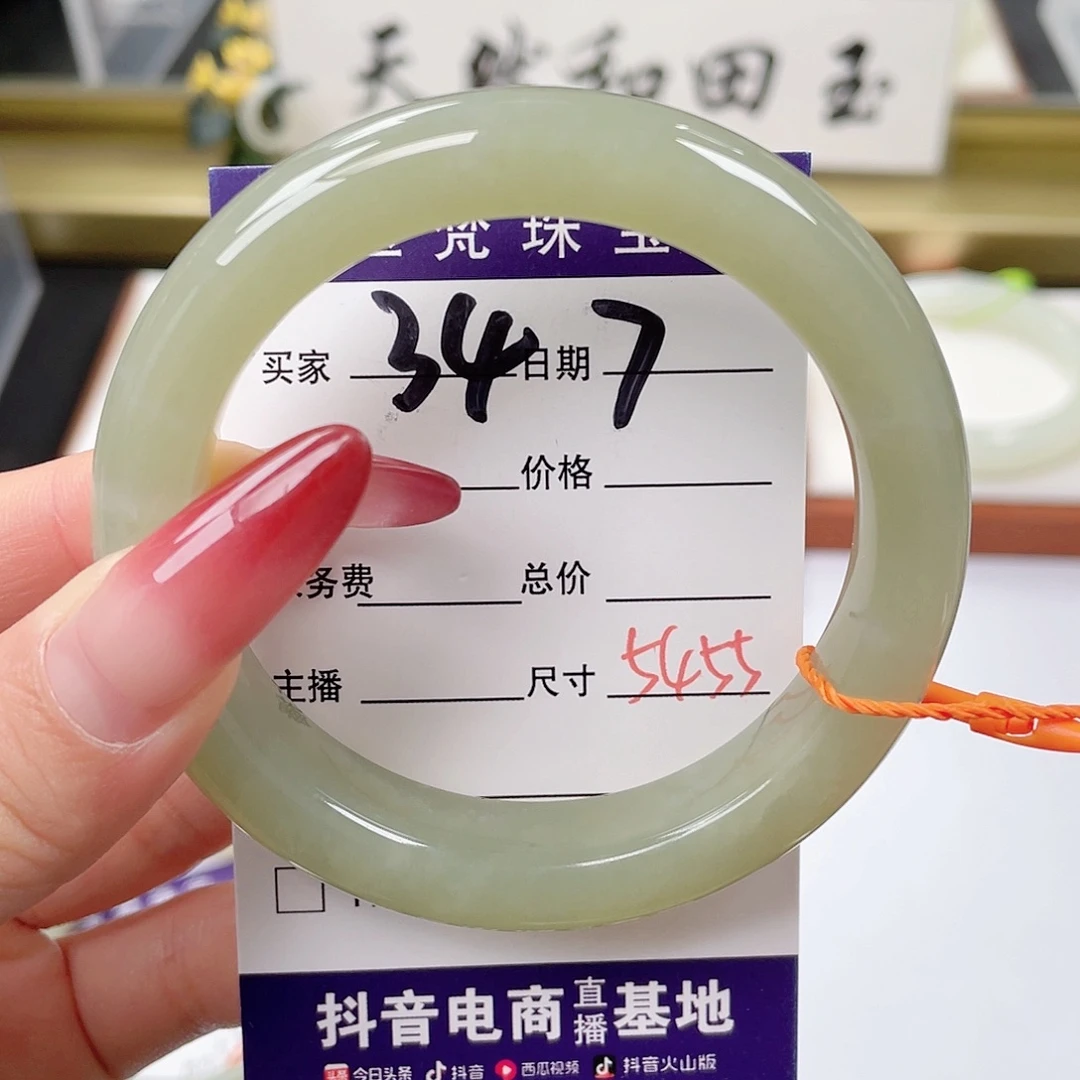 天然和田玉
梵珠宝
买家 34 日期 7
价格
务费 总价
主播 尺寸 5455
抖音电商直播基地
今日头条 抖音 西瓜视频 抖音火山版